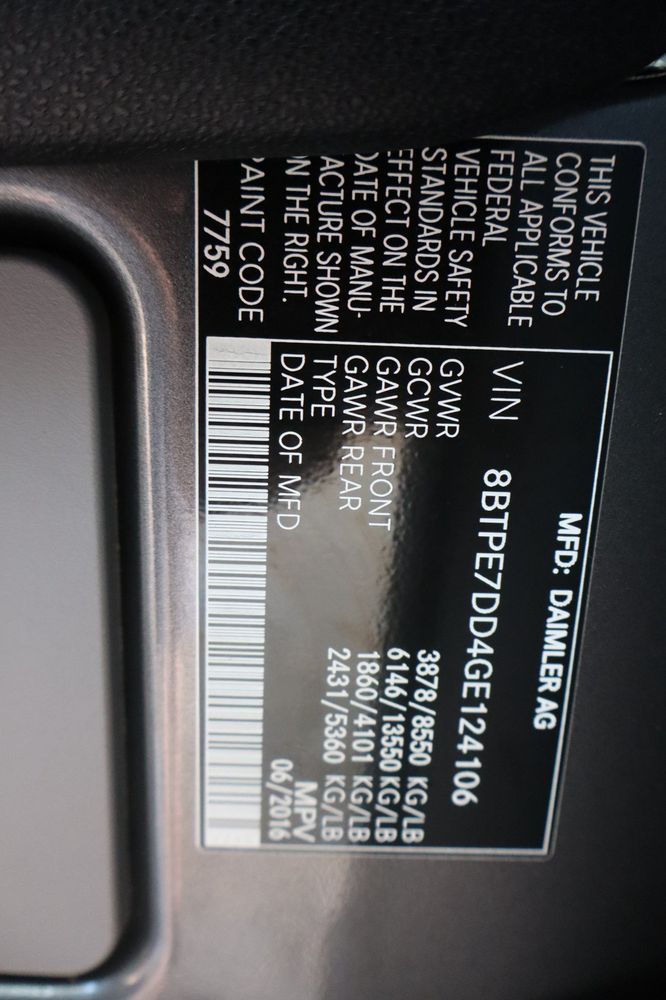 THIS VEHICLE
CONFORMS TO
ALL APPLICABLE
FEDERAL
VEHICLE SAFETY
STANDARDS IN
EFFECT ON THE
DATE OF MANU-
ACTURE SHOWN
ON THE RIGHT.
PAINT CODE
7759
MFD: DAIMLER AG
VIN 8BTPE7DD4GE124106
GVWR 3878/8550 KG/LB
GCWR 6146/13550 KG/LB
GAWR FRONT 1860/4101 KG/LB
GAWR REAR 2431/5360 KG/LB
TYPE MPV
DATE OF MFD 06/2016